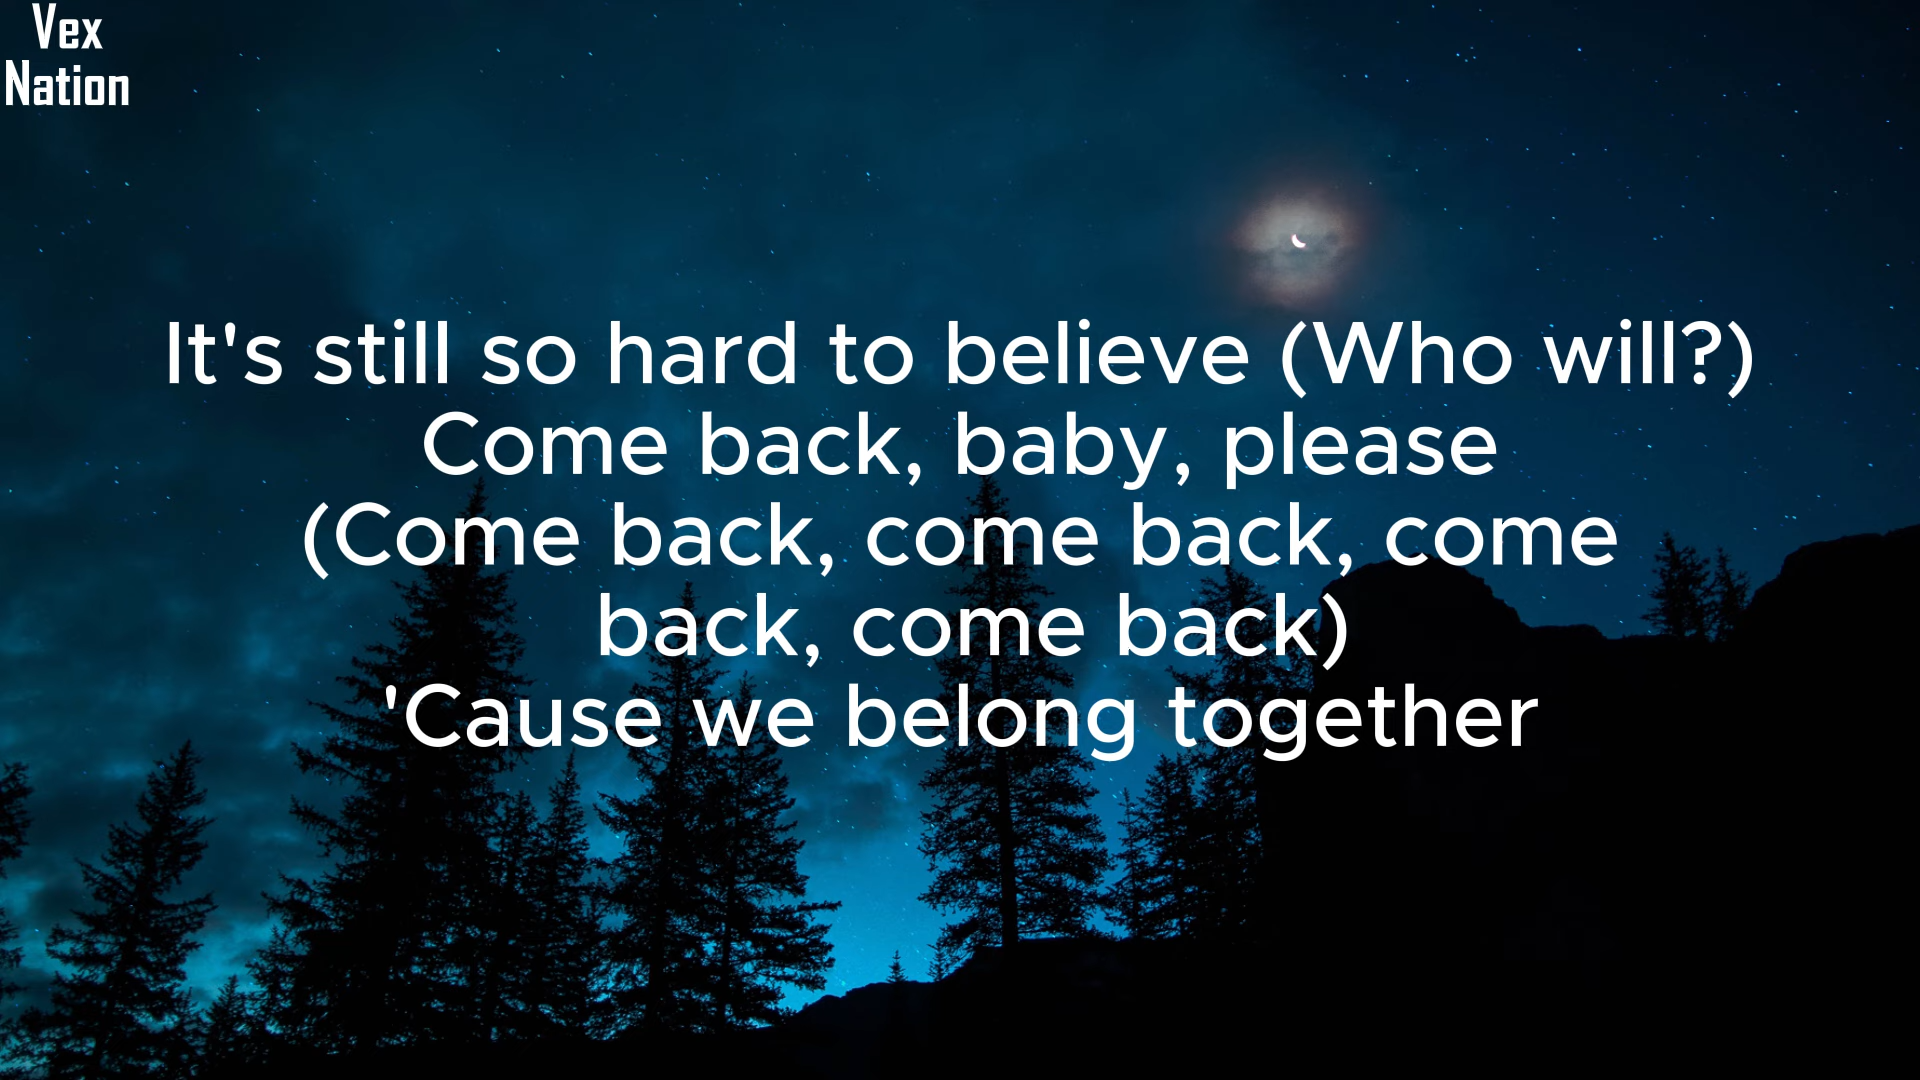 Vex
Nation
It's still so hard to believe (Who will?)
Come back, baby, please
(Come back, come back, come
back, come back)
'Cause we belong together